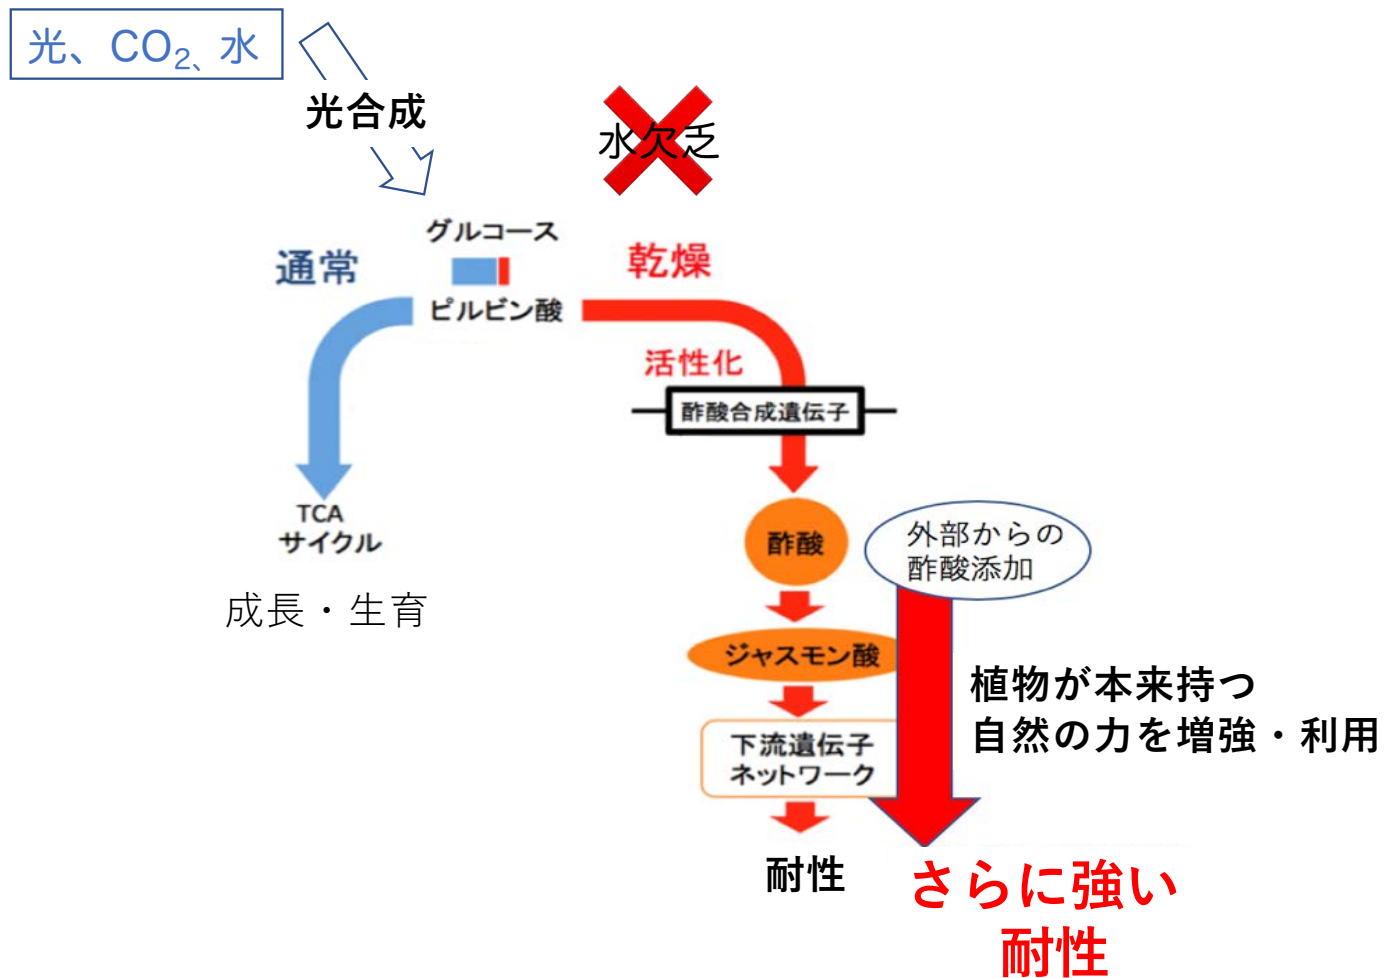 光、CO₂、水
光合成
水欠乏
グルコース
通常
乾燥
ピルビン酸
活性化
酢酸合成遺伝子
TCA
サイクル
成長・生育
酢酸
外部からの
酢酸添加
ジャスモン酸
植物が本来持つ
自然の力を増強・利用
下流遺伝子
ネットワーク
耐性
さらに強い
耐性